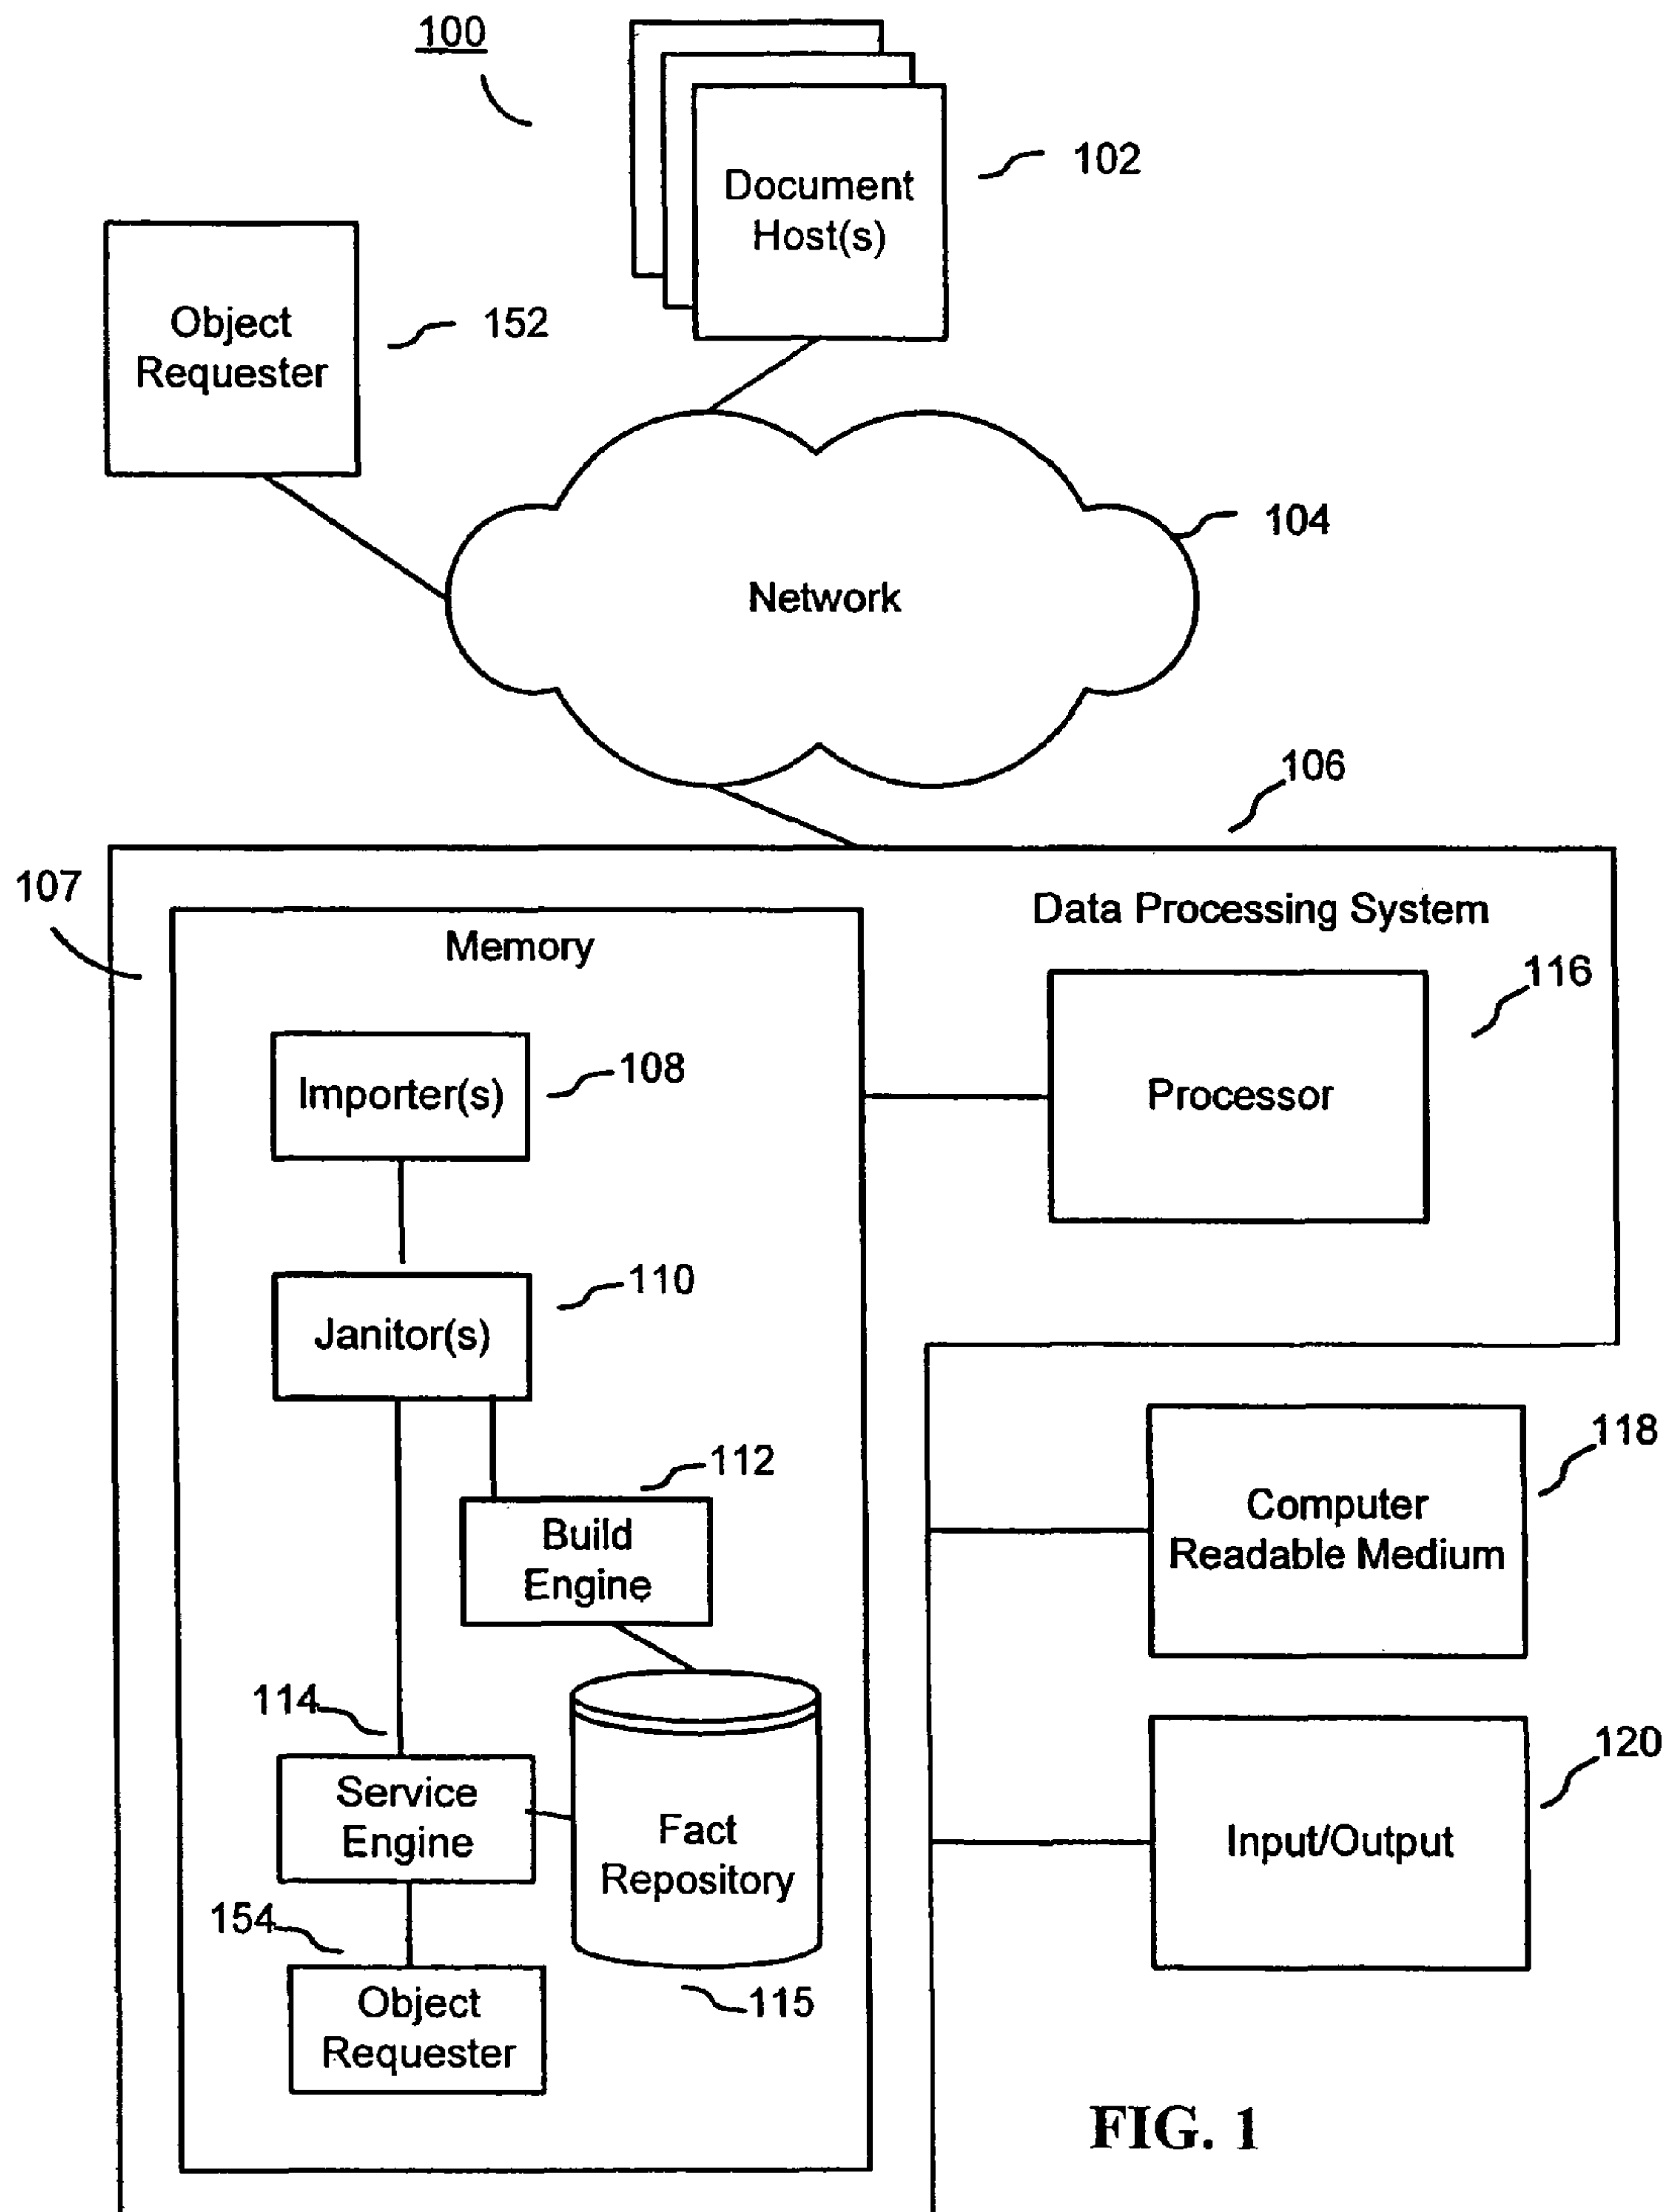 100
Document
Host(s)
102
Object
Requester
152
104
Network
106
107
Data Processing System
Memory
116
Importer(s)
108
Processor
110
Janitor(s)
112
118
Build
Engine
Computer
Readable Medium
114
120
Service
Engine
Fact
Repository
Input/Output
154
115
Object
Requester
FIG. 1